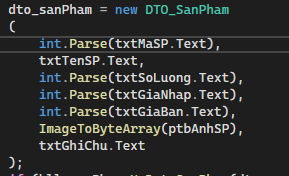 dto_sanPham = new DTO_SanPham
(
int.Parse(txtMaSP.Text),
txtTenSP.Text,
int.Parse(txtSoLuong.Text),
int.Parse(txtGiaNhap.Text),
int.Parse(txtGiaBan.Text),
ImageToByteArray(ptbAnhSP),
txtGhiChu.Text
);